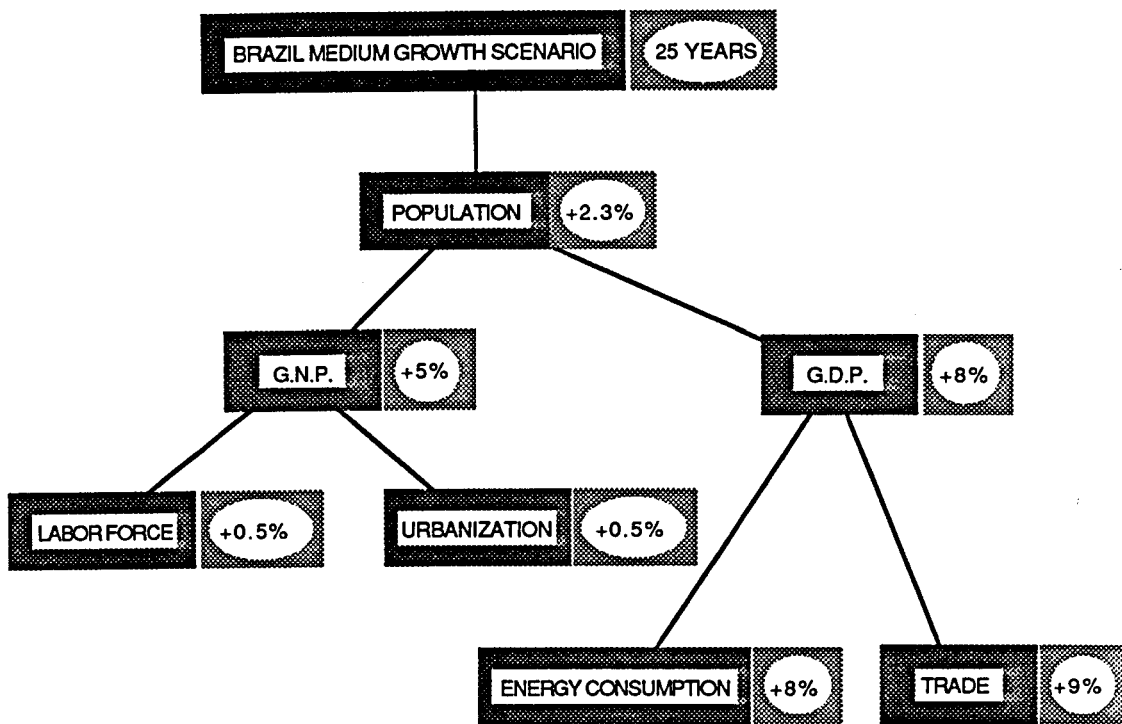 BRAZIL MEDIUM GROWTH SCENARIO 25 YEARS
POPULATION +2.3%
G.N.P. +5% G.D.P. +8%
LABOR FORCE +0.5% URBANIZATION +0.5%
ENERGY CONSUMPTION +8% TRADE +9%